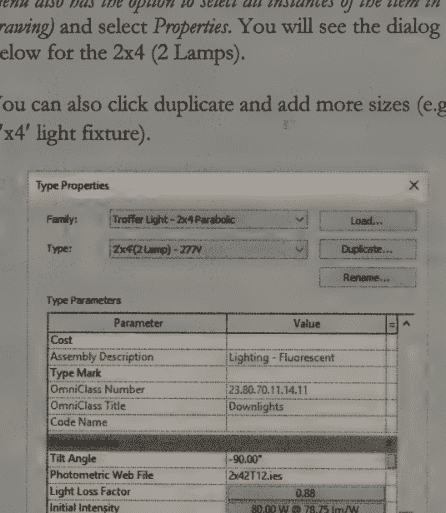 enu also has the option to select all instances of the item in
rawing) and select Properties. You will see the dialog
elow for the 2x4 (2 Lamps).
You can also click duplicate and add more sizes (e.g
'x4' light fixture).
Type Properties
Family: Troffer Light - 2x4 Parabolic Load...
Type: 2'x4'(2 Lamp) - 277V Duplicate...
Rename...
Type Parameters
Parameter Value =
Cost
Assembly Description Lighting - Fluorescent
Type Mark
OmniClass Number 23.80.70.11.14.11
OmniClass Title Downlights
Code Name
Tilt Angle -90.00°
Photometric Web File 2x42T12.ies
Light Loss Factor 0.88
Initial Intensity 80.00 W @ 78.75 lm/W